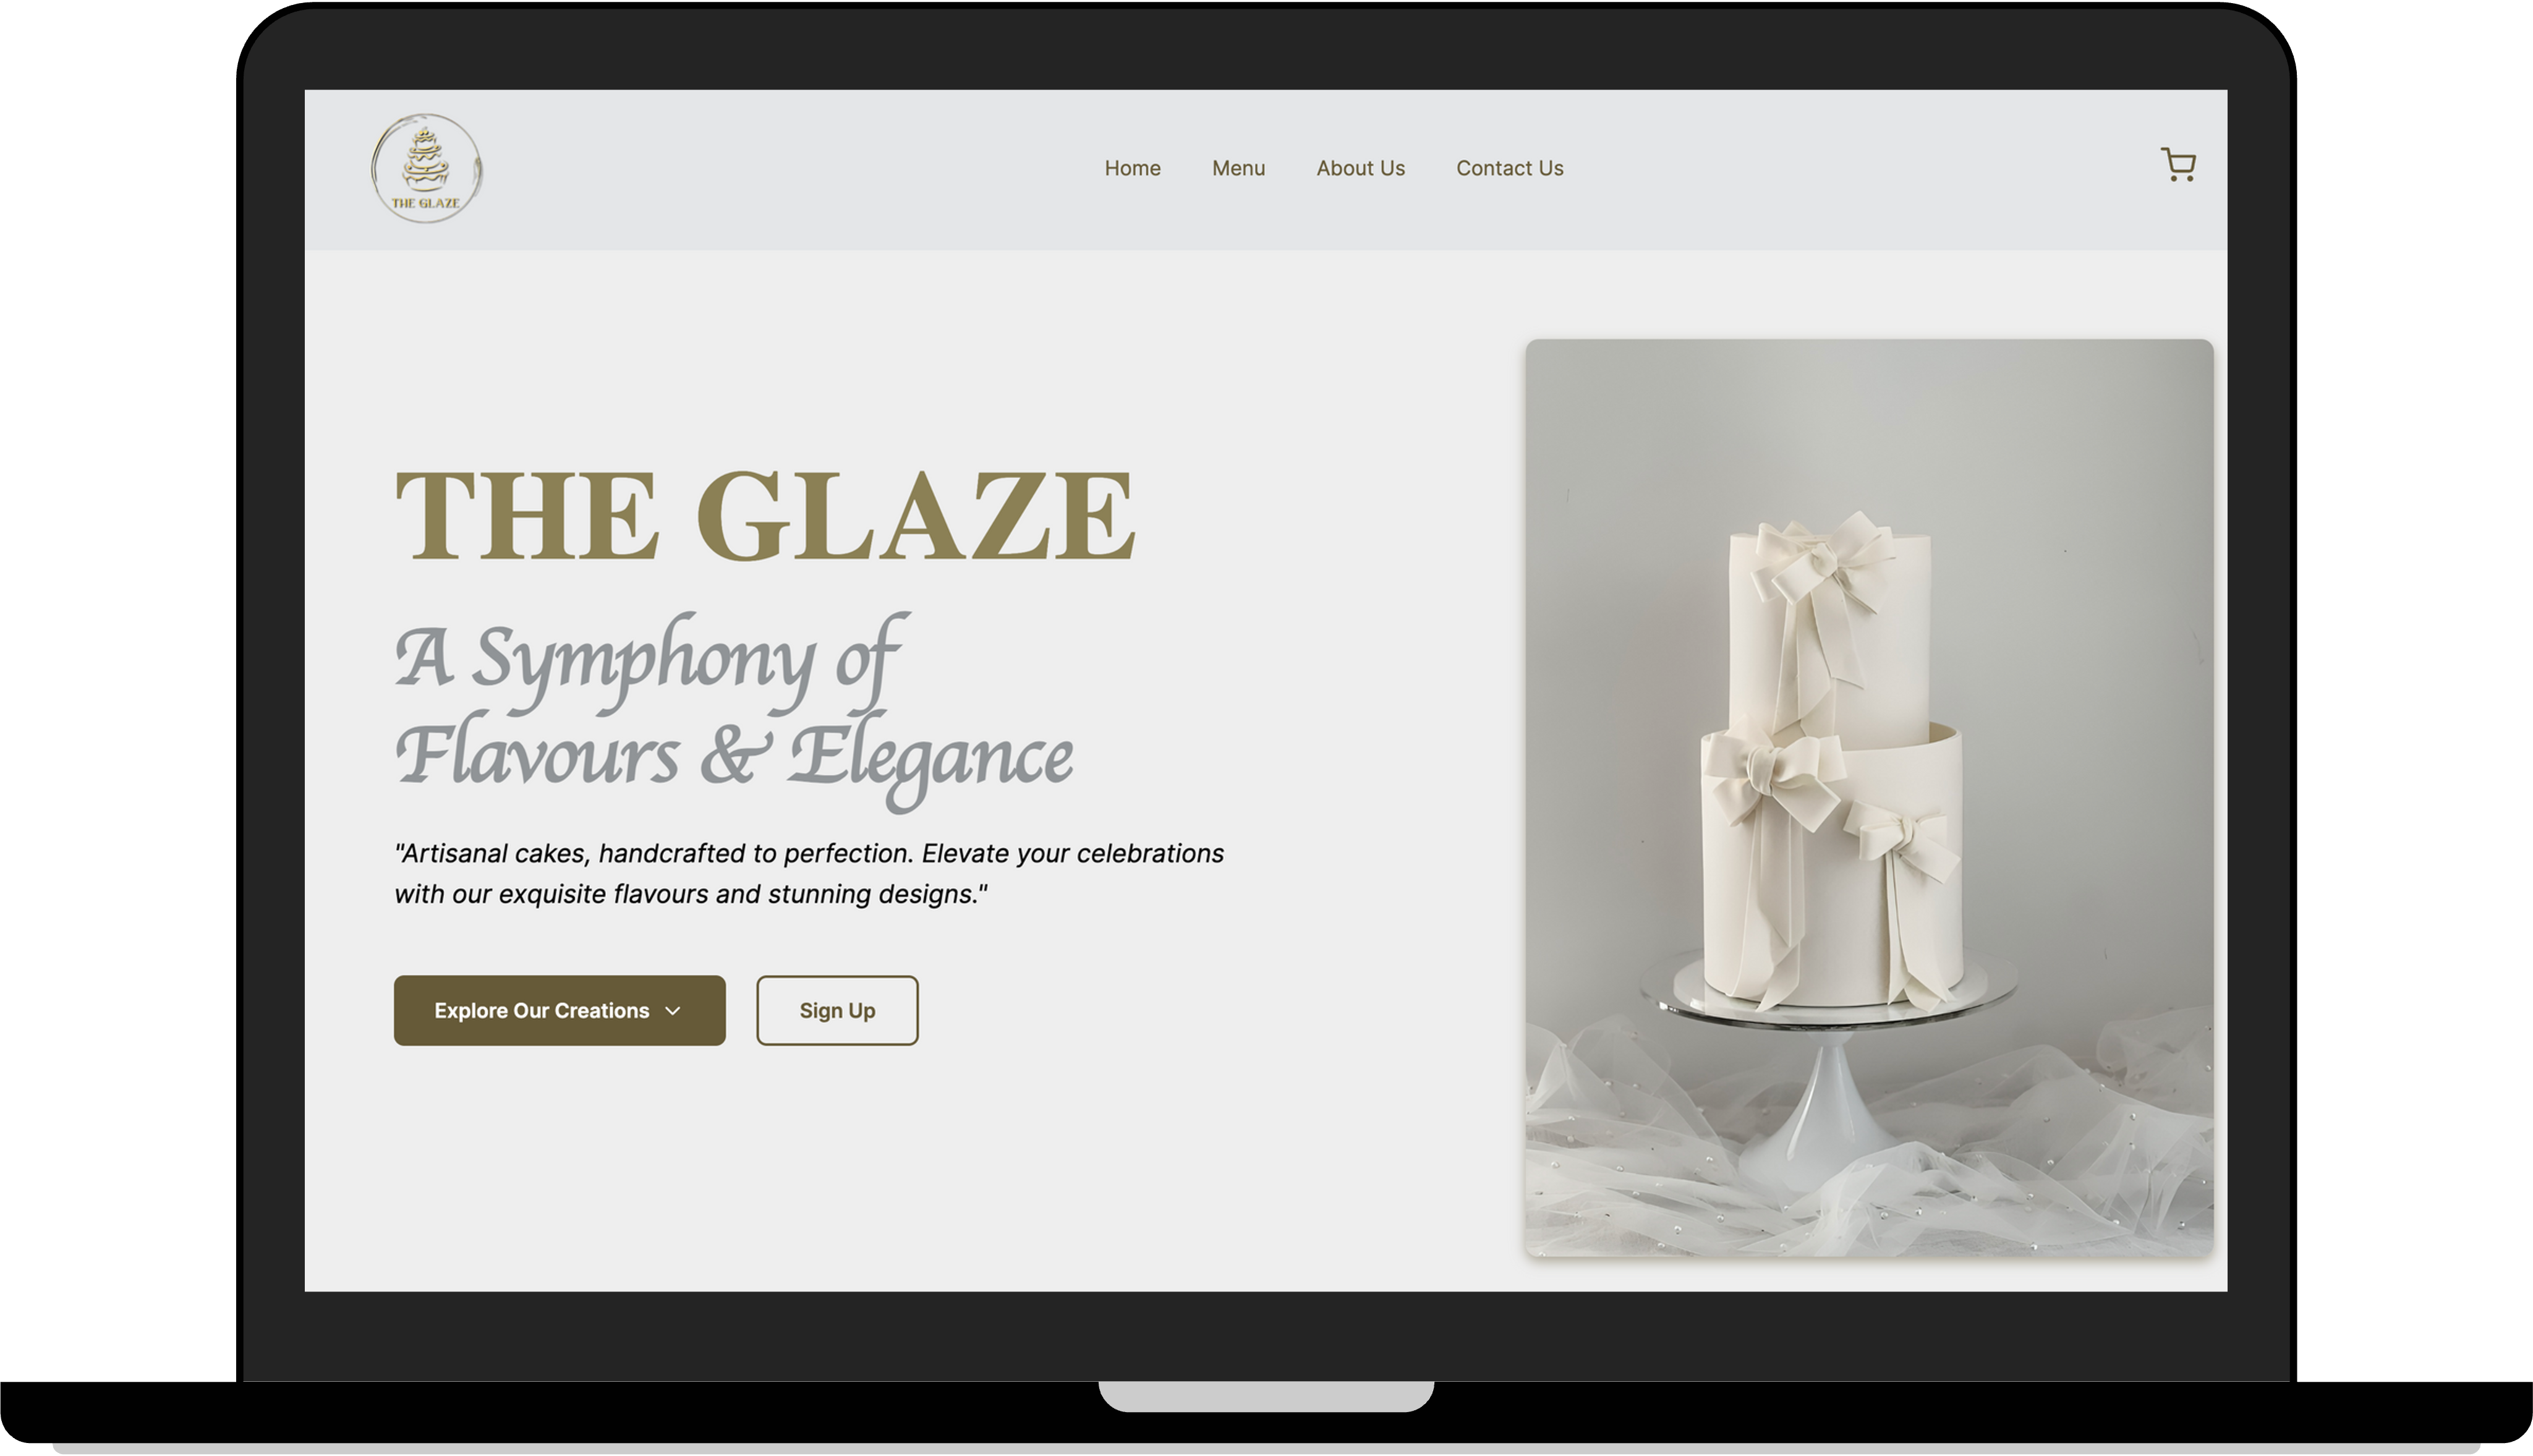 THE GLAZE
Home Menu About Us Contact Us
THE GLAZE
A Symphony of
Flavours & Elegance
"Artisanal cakes, handcrafted to perfection. Elevate your celebrations
with our exquisite flavours and stunning designs."
Explore Our Creations Sign Up